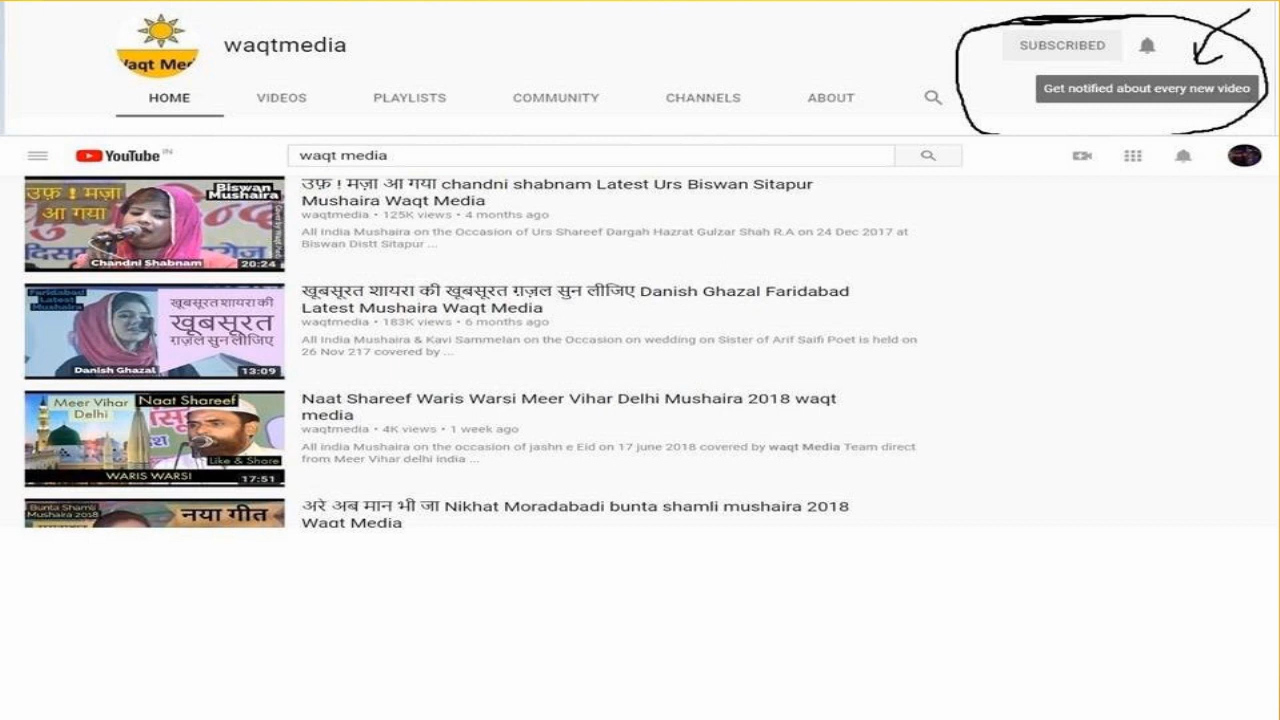 waqtmedia
Waqt Med
SUBSCRIBED
Get notified about every new video
HOME VIDEOS PLAYLISTS COMMUNITY CHANNELS ABOUT
YouTube IN
waqt media
उफ़ ! मज़ा
आ गया
Biswan
Mushaira
Chandni Shabnam
20:24
उफ़ ! मज़ा आ गया chandni shabnam Latest Urs Biswan Sitapur
Mushaira Waqt Media
waqtmedia • 125K views • 4 months ago
All India Mushaira on the Occasion of Urs Shareef Dargah Hazrat Gulzar Shah R.A on 24 Dec 2017 at
Biswan Distt Sitapur ...
Faridabad
Latest
Mushaira
खूबसूरत शायरा की
खूबसूरत
ग़ज़ल सुन लीजिए
Danish Ghazal
13:09
खूबसूरत शायरा की खूबसूरत ग़ज़ल सुन लीजिए Danish Ghazal Faridabad
Latest Mushaira Waqt Media
waqtmedia • 183K views • 6 months ago
All India Mushaira & Kavi Sammelan on the Occasion on wedding on Sister of Arif Saifi Poet is held on
26 Nov 217 covered by ...
Meer Vihar
Delhi
Naat Shareef
Like & Share
WARIS WARSI
17:51
Naat Shareef Waris Warsi Meer Vihar Delhi Mushaira 2018 waqt
media
waqtmedia • 4K views • 1 week ago
All india Mushaira on the occasion of jashn e Eid on 17 june 2018 covered by waqt Media Team direct
from Meer Vihar delhi india ...
Bunta Shamli
Mushaira 2018
नया गीत
अरे अब मान भी जा Nikhat Moradabadi bunta shamli mushaira 2018
Waqt Media